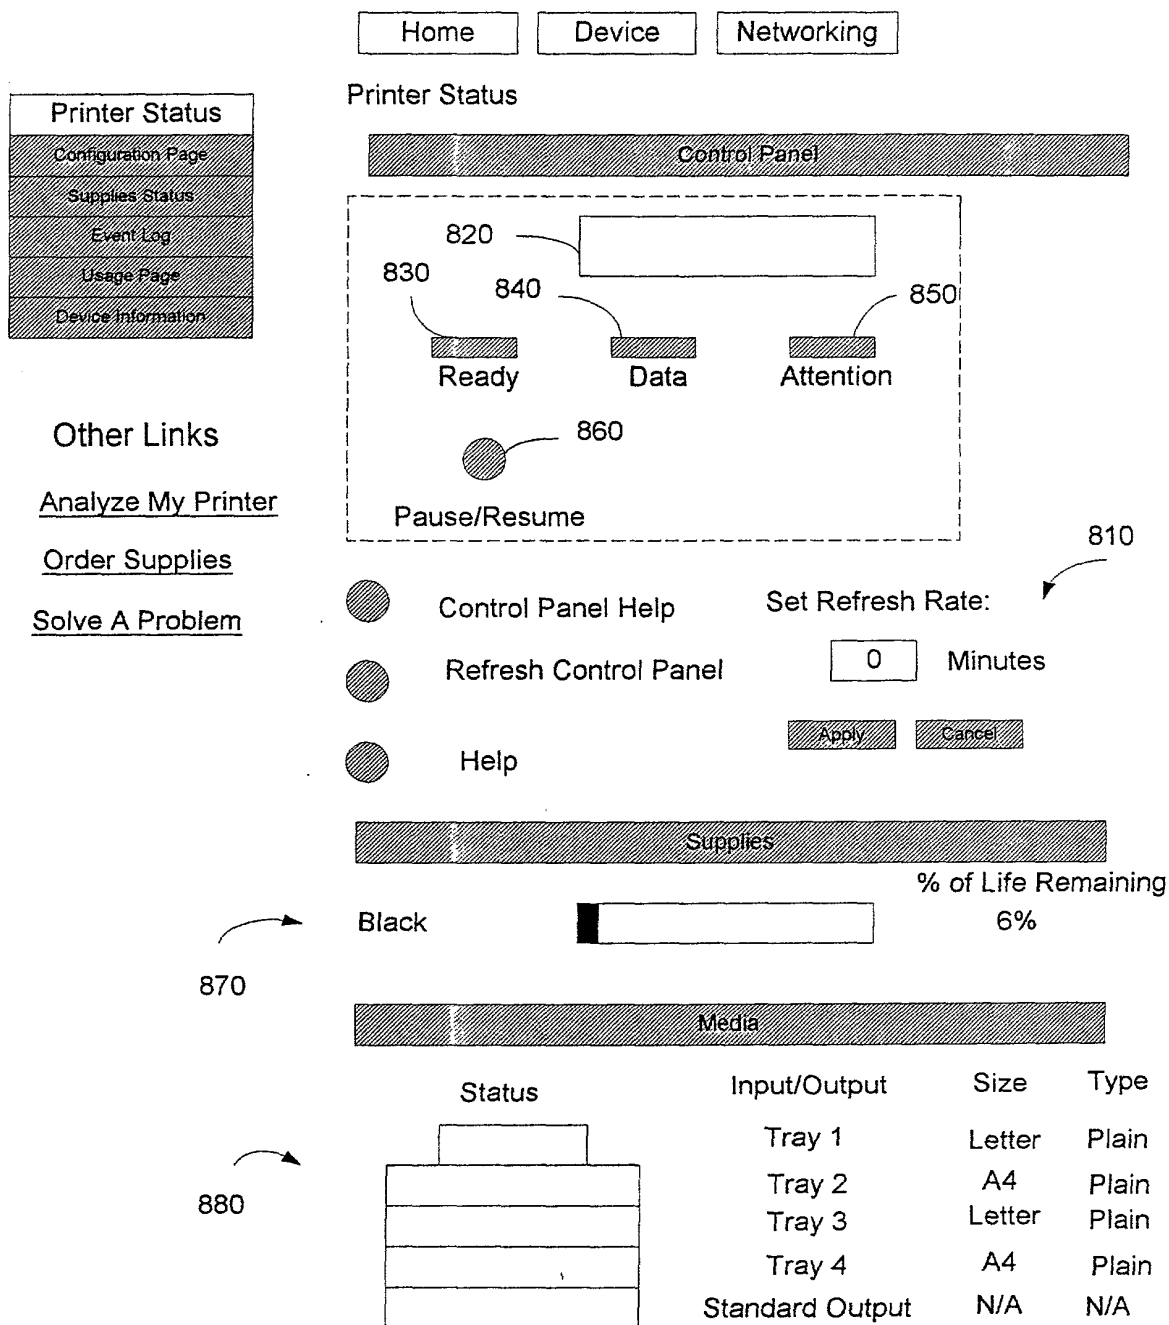 Home Device Networking
Printer Status
Configuration Page
Supplies Status
Event Log
Usage Page
Device Information
Other Links
Analyze My Printer
Order Supplies
Solve A Problem
Printer Status
Control Panel
820
830
840
850
Ready Data Attention
860
Pause/Resume
810
Control Panel Help
Refresh Control Panel
Help
Set Refresh Rate:
0 Minutes
Apply Cancel
Supplies
% of Life Remaining
Black 6%
870
Media
Status Input/Output Size Type
Tray 1 Letter Plain
Tray 2 A4 Plain
Tray 3 Letter Plain
Tray 4 A4 Plain
Standard Output N/A N/A
880